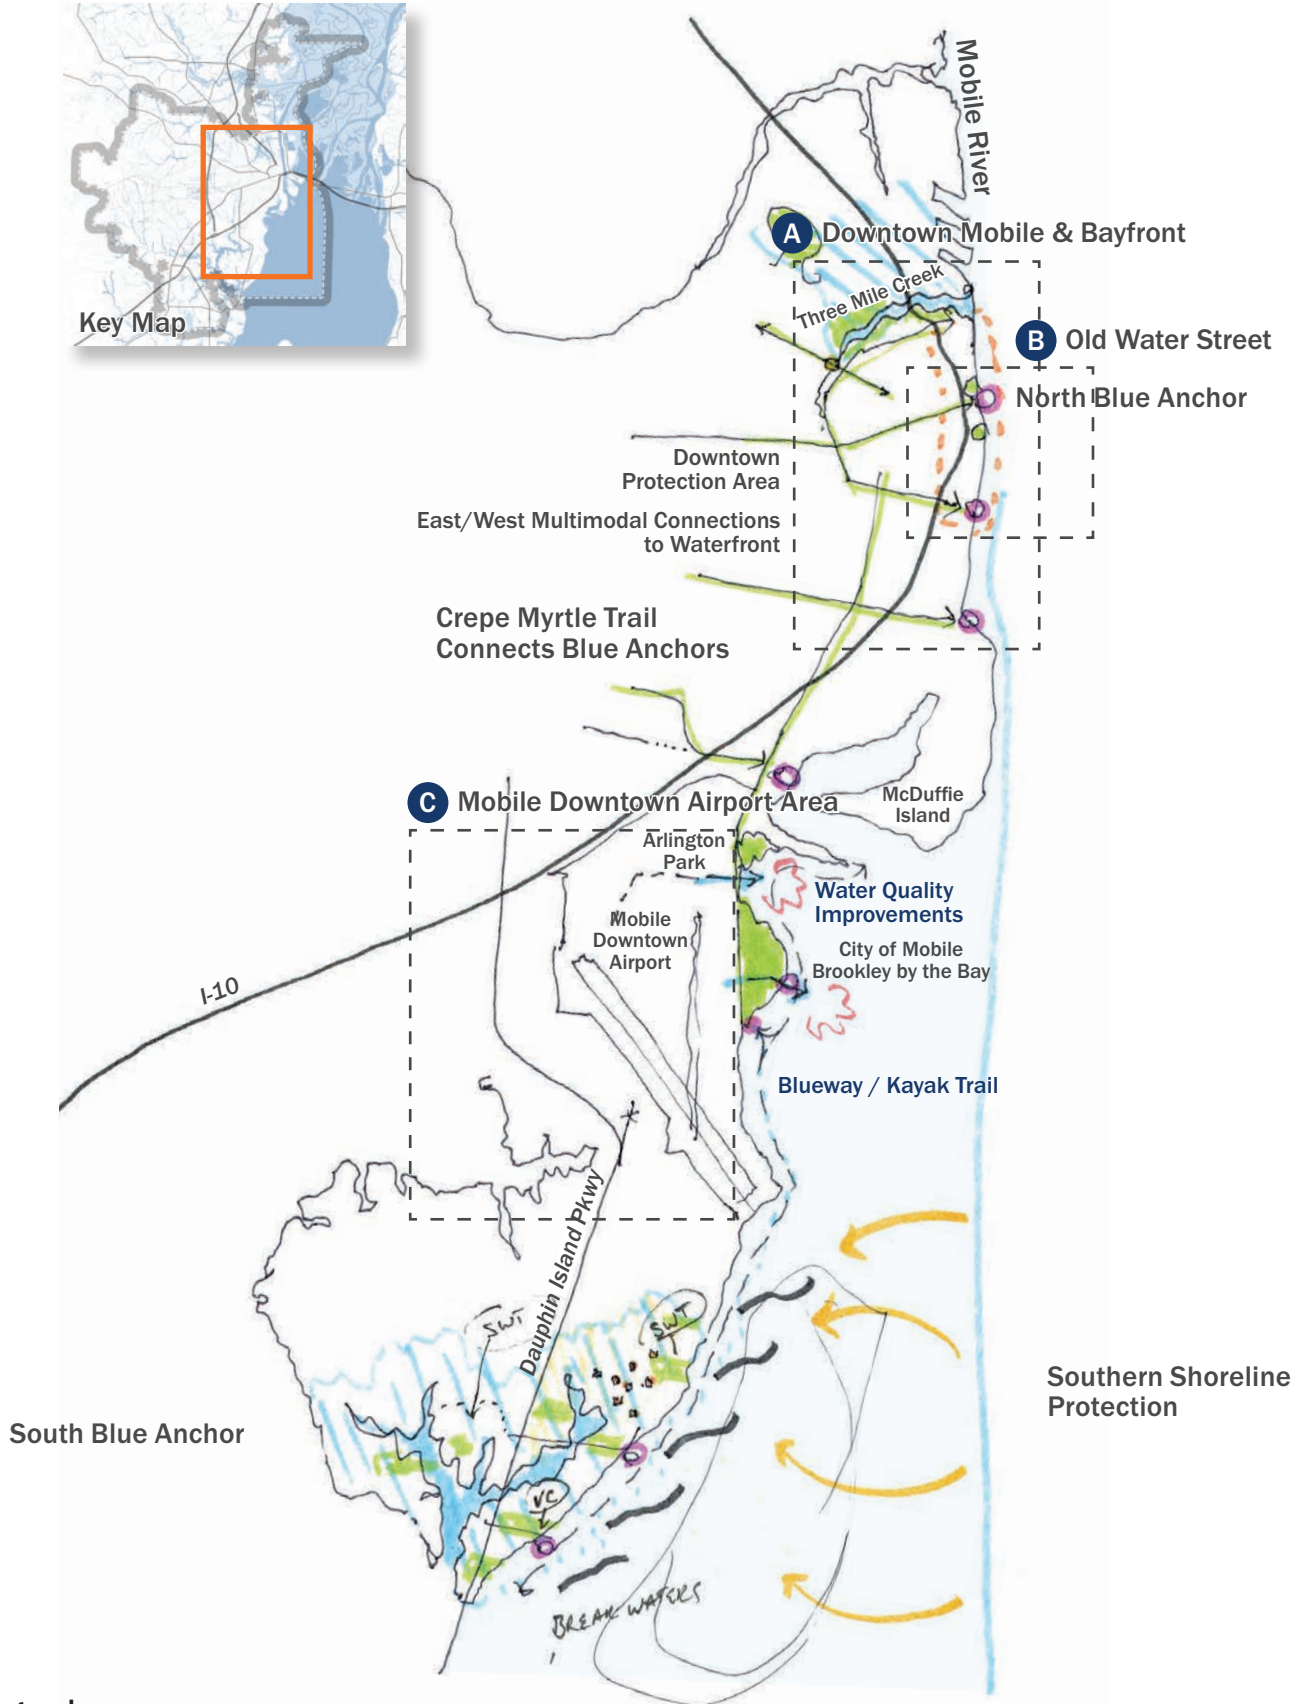 Key Map
Mobile River
A Downtown Mobile & Bayfront
Three Mile Creek
B Old Water Street
North Blue Anchor
Downtown
Protection Area
East/West Multimodal Connections
to Waterfront
Crepe Myrtle Trail
Connects Blue Anchors
McDuffie
Island
C Mobile Downtown Airport Area
Arlington
Park
Water Quality
Improvements
Mobile
Downtown
Airport
City of Mobile
Brookley by the Bay
I-10
Blueway / Kayak Trail
Dauphin Island Pkwy
SWT
SWT
Southern Shoreline
Protection
South Blue Anchor
VC
BREAK WATERS